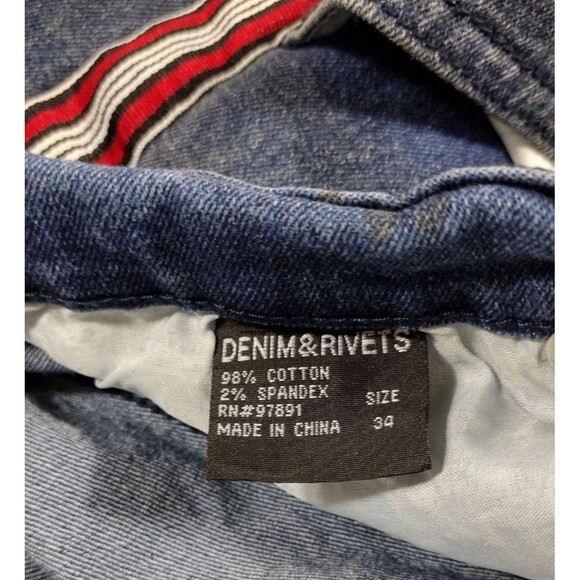 DENIM&RIVETS
98% COTTON
2% SPANDEX
RN#97891
MADE IN CHINA
SIZE
34